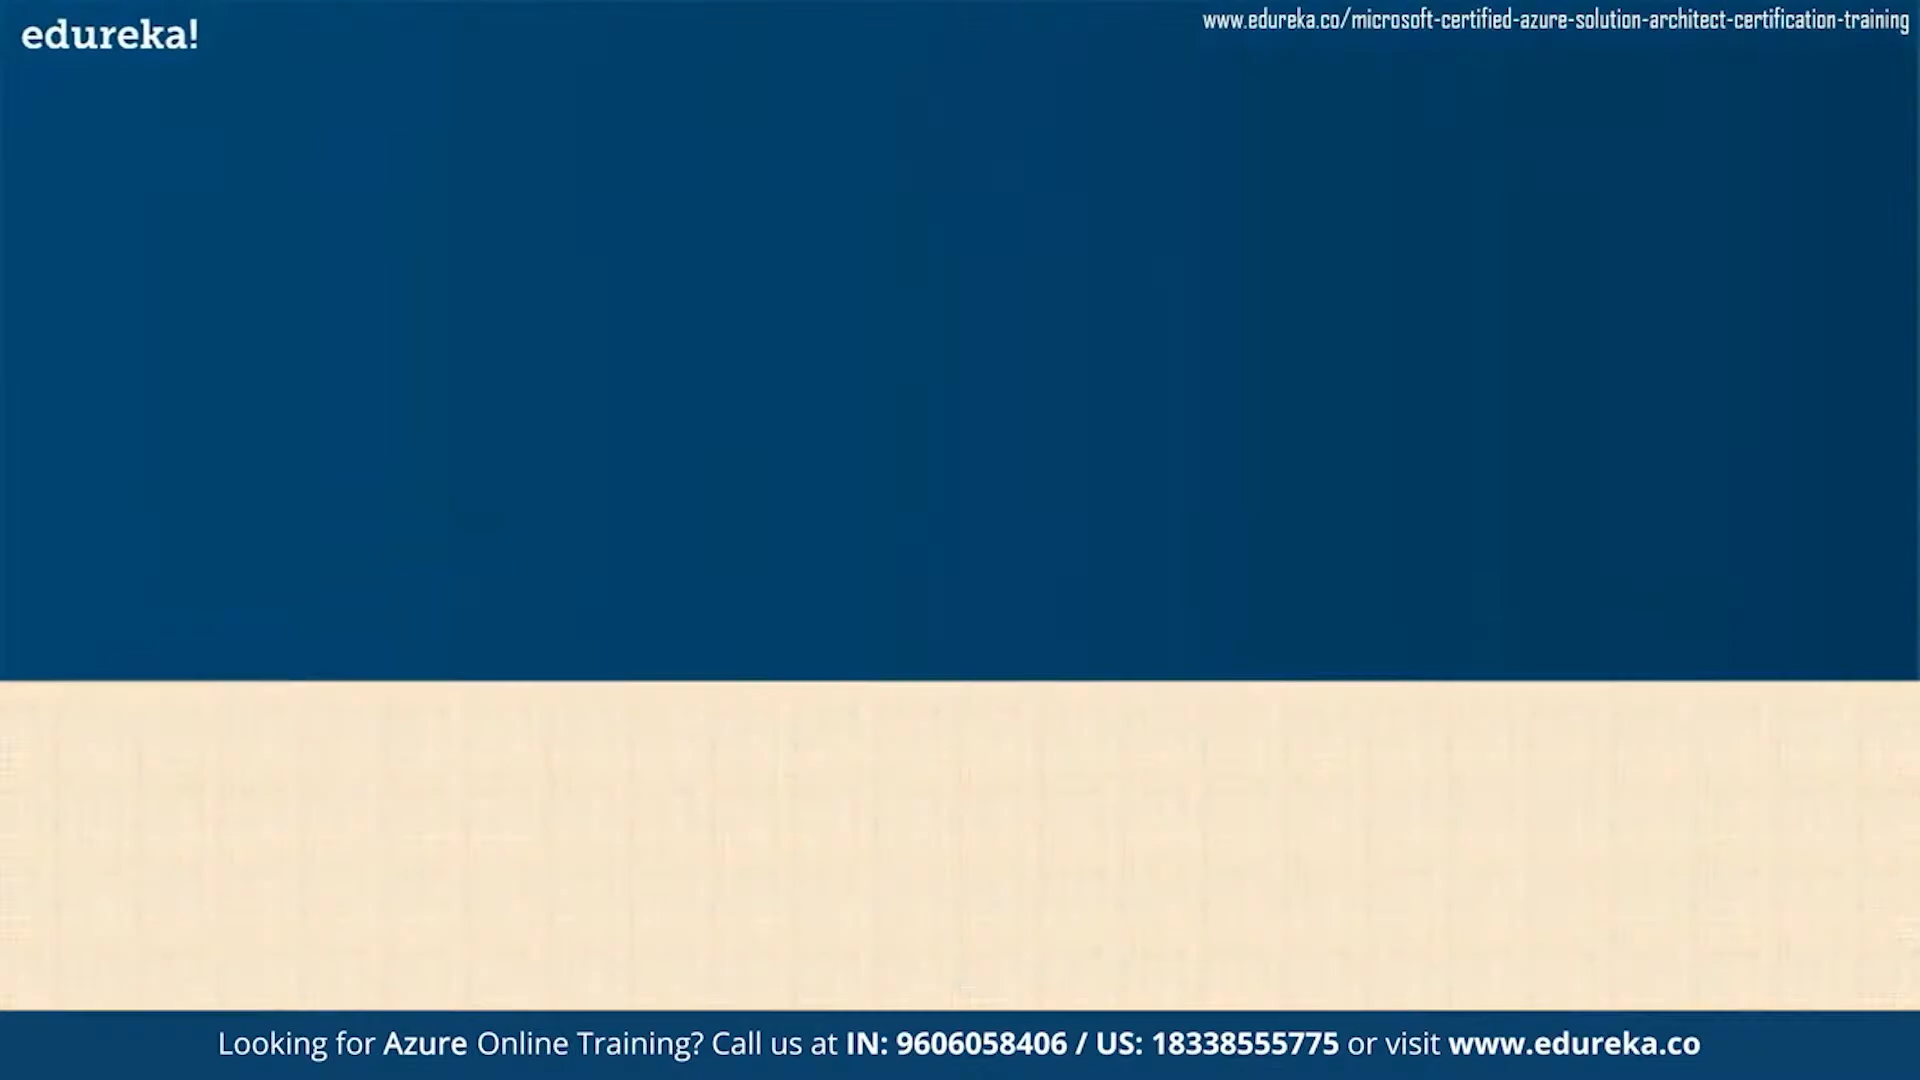 edureka!
www.edureka.co/microsoft-certified-azure-solution-architect-certification-training
Looking for Azure Online Training? Call us at IN: 9606058406 / US: 18338555775 or visit www.edureka.co